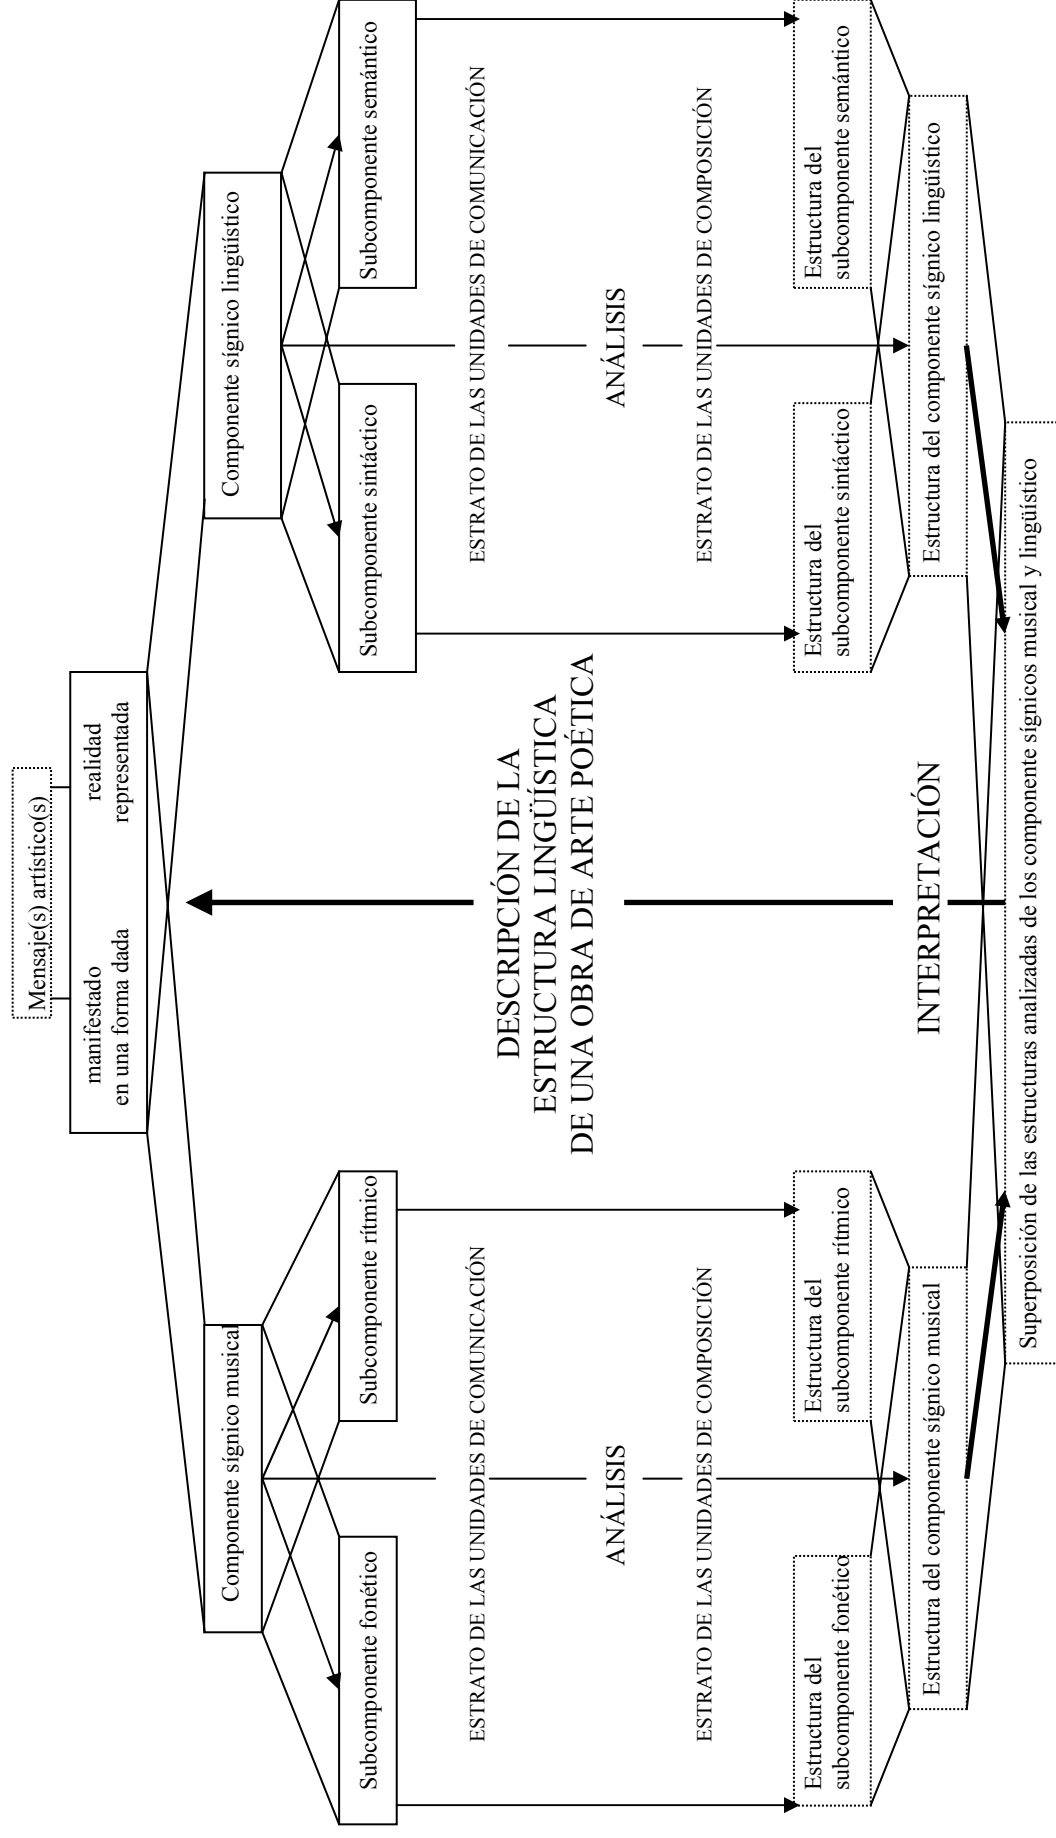 Mensaje(s) artístico(s)
manifestado
en una forma dada
realidad
representada
Componente sígnico musical
Componente sígnico lingüístico
Subcomponente fonético
Subcomponente rítmico
Subcomponente sintáctico
Subcomponente semántico
ESTRATO DE LAS UNIDADES DE COMUNICACIÓN
ESTRATO DE LAS UNIDADES DE COMUNICACIÓN
DESCRIPCIÓN DE LA
ESTRUCTURA LINGÜÍSTICA
DE UNA OBRA DE ARTE POÉTICA
ANÁLISIS
ANÁLISIS
ESTRATO DE LAS UNIDADES DE COMPOSICIÓN
ESTRATO DE LAS UNIDADES DE COMPOSICIÓN
Estructura del
subcomponente fonético
Estructura del
subcomponente rítmico
Estructura del
subcomponente sintáctico
Estructura del
subcomponente semántico
Estructura del componente sígnico musical
INTERPRETACIÓN
Estructura del componente sígnico lingüístico
Superposición de las estructuras analizadas de los componente sígnicos musical y lingüístico